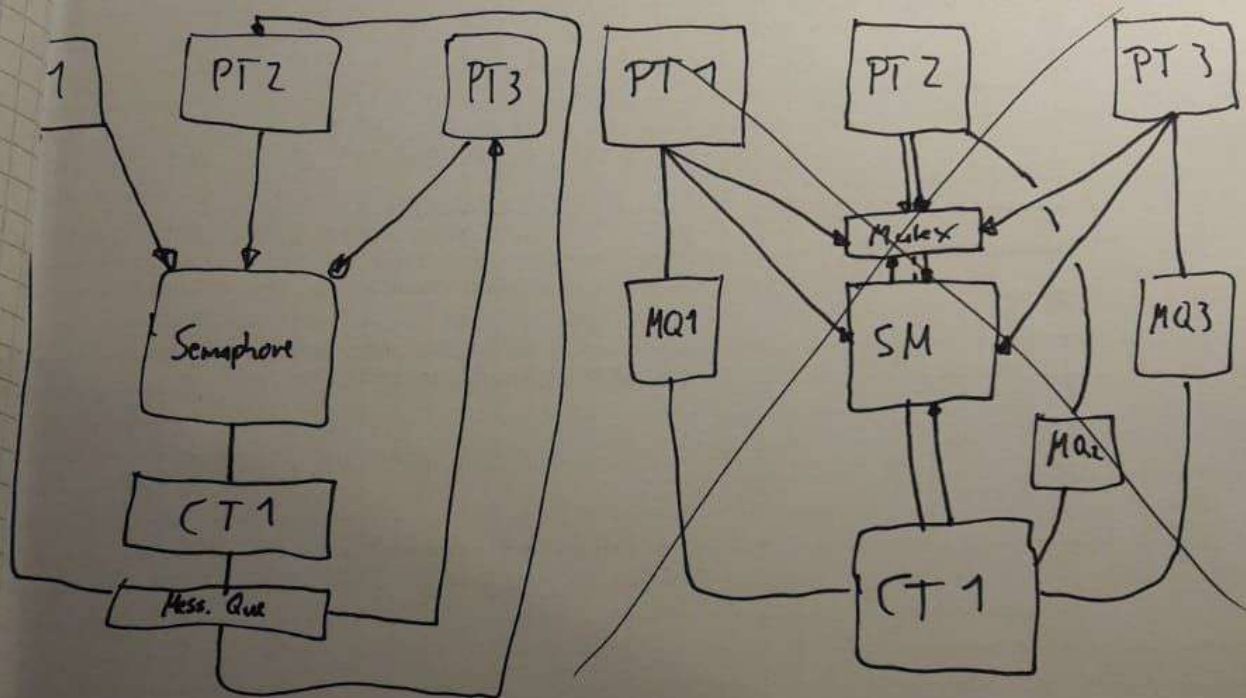 1
PT2
PT3
Semaphore
CT1
Mess. Que
PT1
PT2
PT3
Mutex
MQ1
SM
MQ3
MQ2
CT1